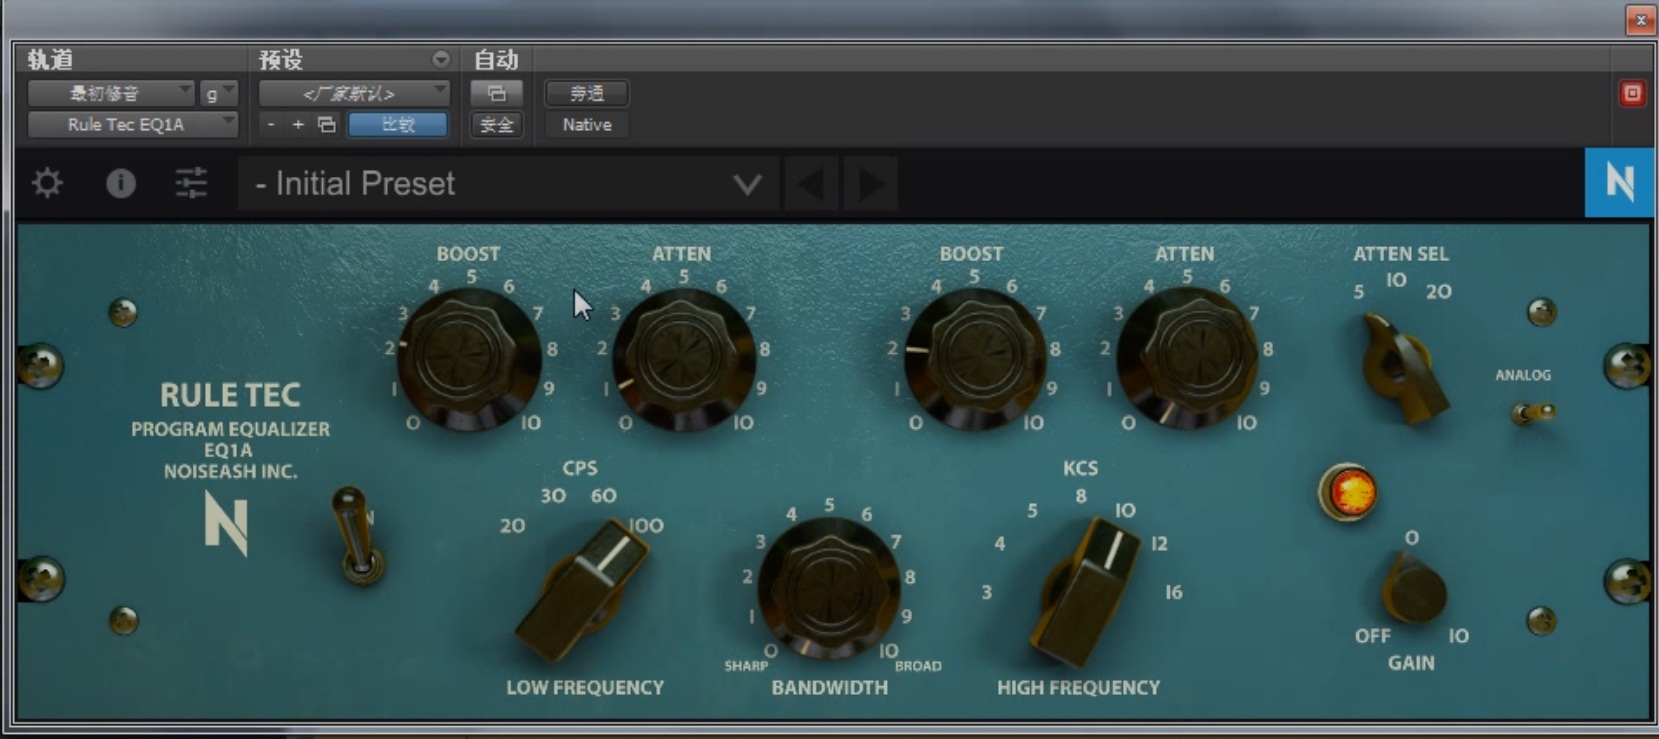 轨道 预设 自动
最初修音 g <厂家默认> 旁通
Rule Tec EQ1A - + 比较 安全 Native
- Initial Preset N
BOOST ATTEN BOOST ATTEN ATTEN SEL
0 1 2 3 4 5 6 7 8 9 10
0 1 2 3 4 5 6 7 8 9 10
0 1 2 3 4 5 6 7 8 9 10
0 1 2 3 4 5 6 7 8 9 10
5 10 20
ANALOG
RULE TEC
PROGRAM EQUALIZER
EQ1A
NOISEASH INC.
N
CPS
20 30 60 100
LOW FREQUENCY
0 1 2 3 4 5 6 7 8 9 10
SHARP BROAD
BANDWIDTH
KCS
3 4 5 8 10 12 16
HIGH FREQUENCY
0
OFF 10
GAIN